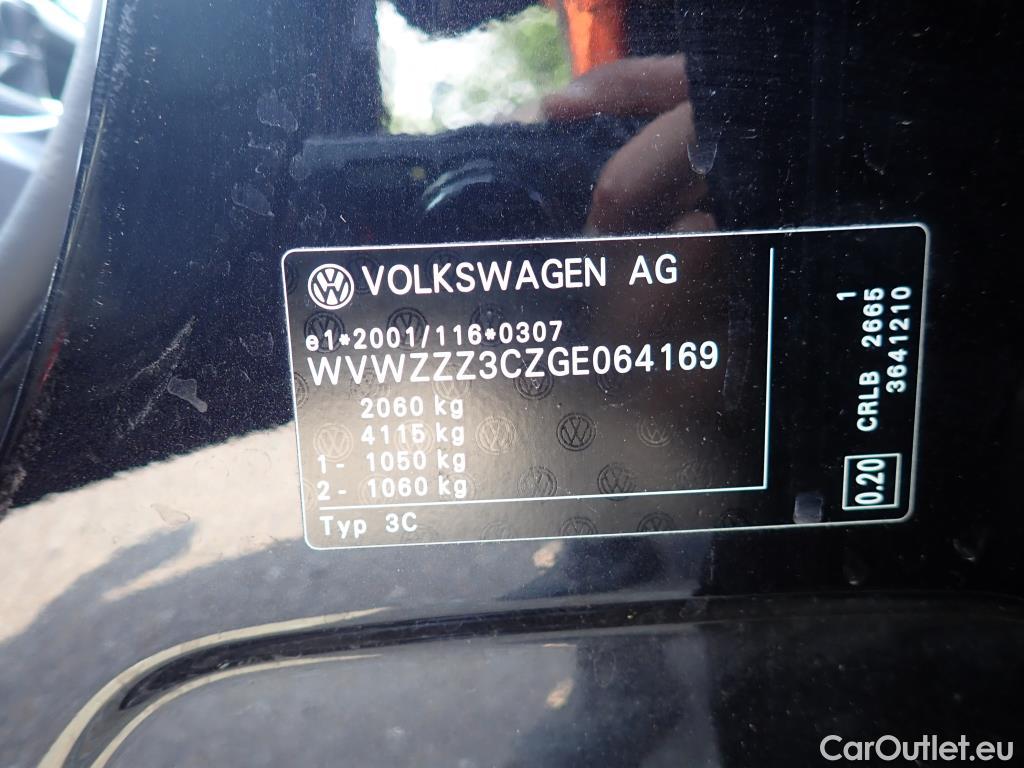 VOLKSWAGEN AG
e1*2001/116*0307
WVWZZZ3CZGE064169
2060 kg
4115 kg
1- 1050 kg
2- 1060 kg
Typ 3C
1
CRLB 2665
3641210
0.20
CarOutlet.eu